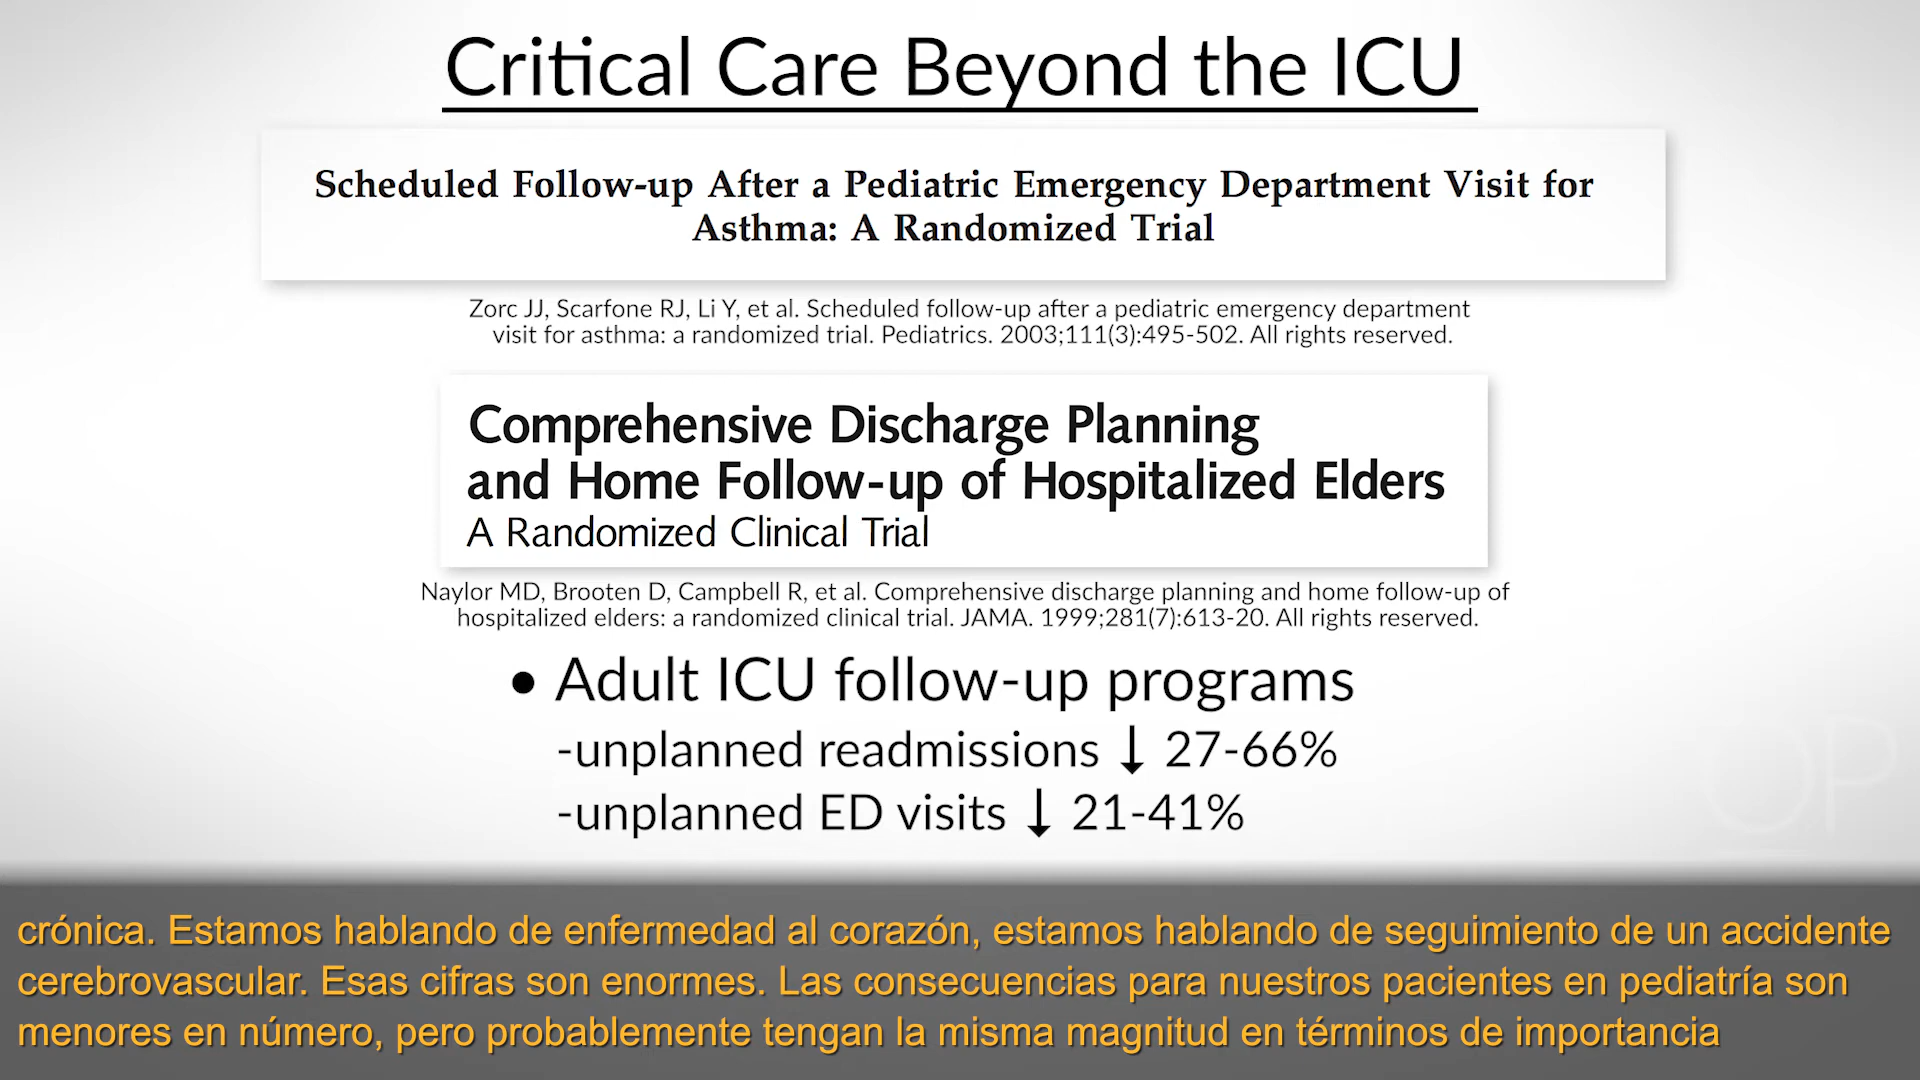 Critical Care Beyond the ICU
Scheduled Follow-up After a Pediatric Emergency Department Visit for
Asthma: A Randomized Trial
Zorc JJ, Scarfone RJ, Li Y, et al. Scheduled follow-up after a pediatric emergency department
visit for asthma: a randomized trial. Pediatrics. 2003;111(3):495-502. All rights reserved.
Comprehensive Discharge Planning
and Home Follow-up of Hospitalized Elders
A Randomized Clinical Trial
Naylor MD, Brooten D, Campbell R, et al. Comprehensive discharge planning and home follow-up of
hospitalized elders: a randomized clinical trial. JAMA. 1999;281(7):613-20. All rights reserved.
• Adult ICU follow-up programs
-unplanned readmissions ↓ 27-66%
-unplanned ED visits ↓ 21-41%
OP
crónica. Estamos hablando de enfermedad al corazón, estamos hablando de seguimiento de un accidente
cerebrovascular. Esas cifras son enormes. Las consecuencias para nuestros pacientes en pediatría son
menores en número, pero probablemente tengan la misma magnitud en términos de importancia